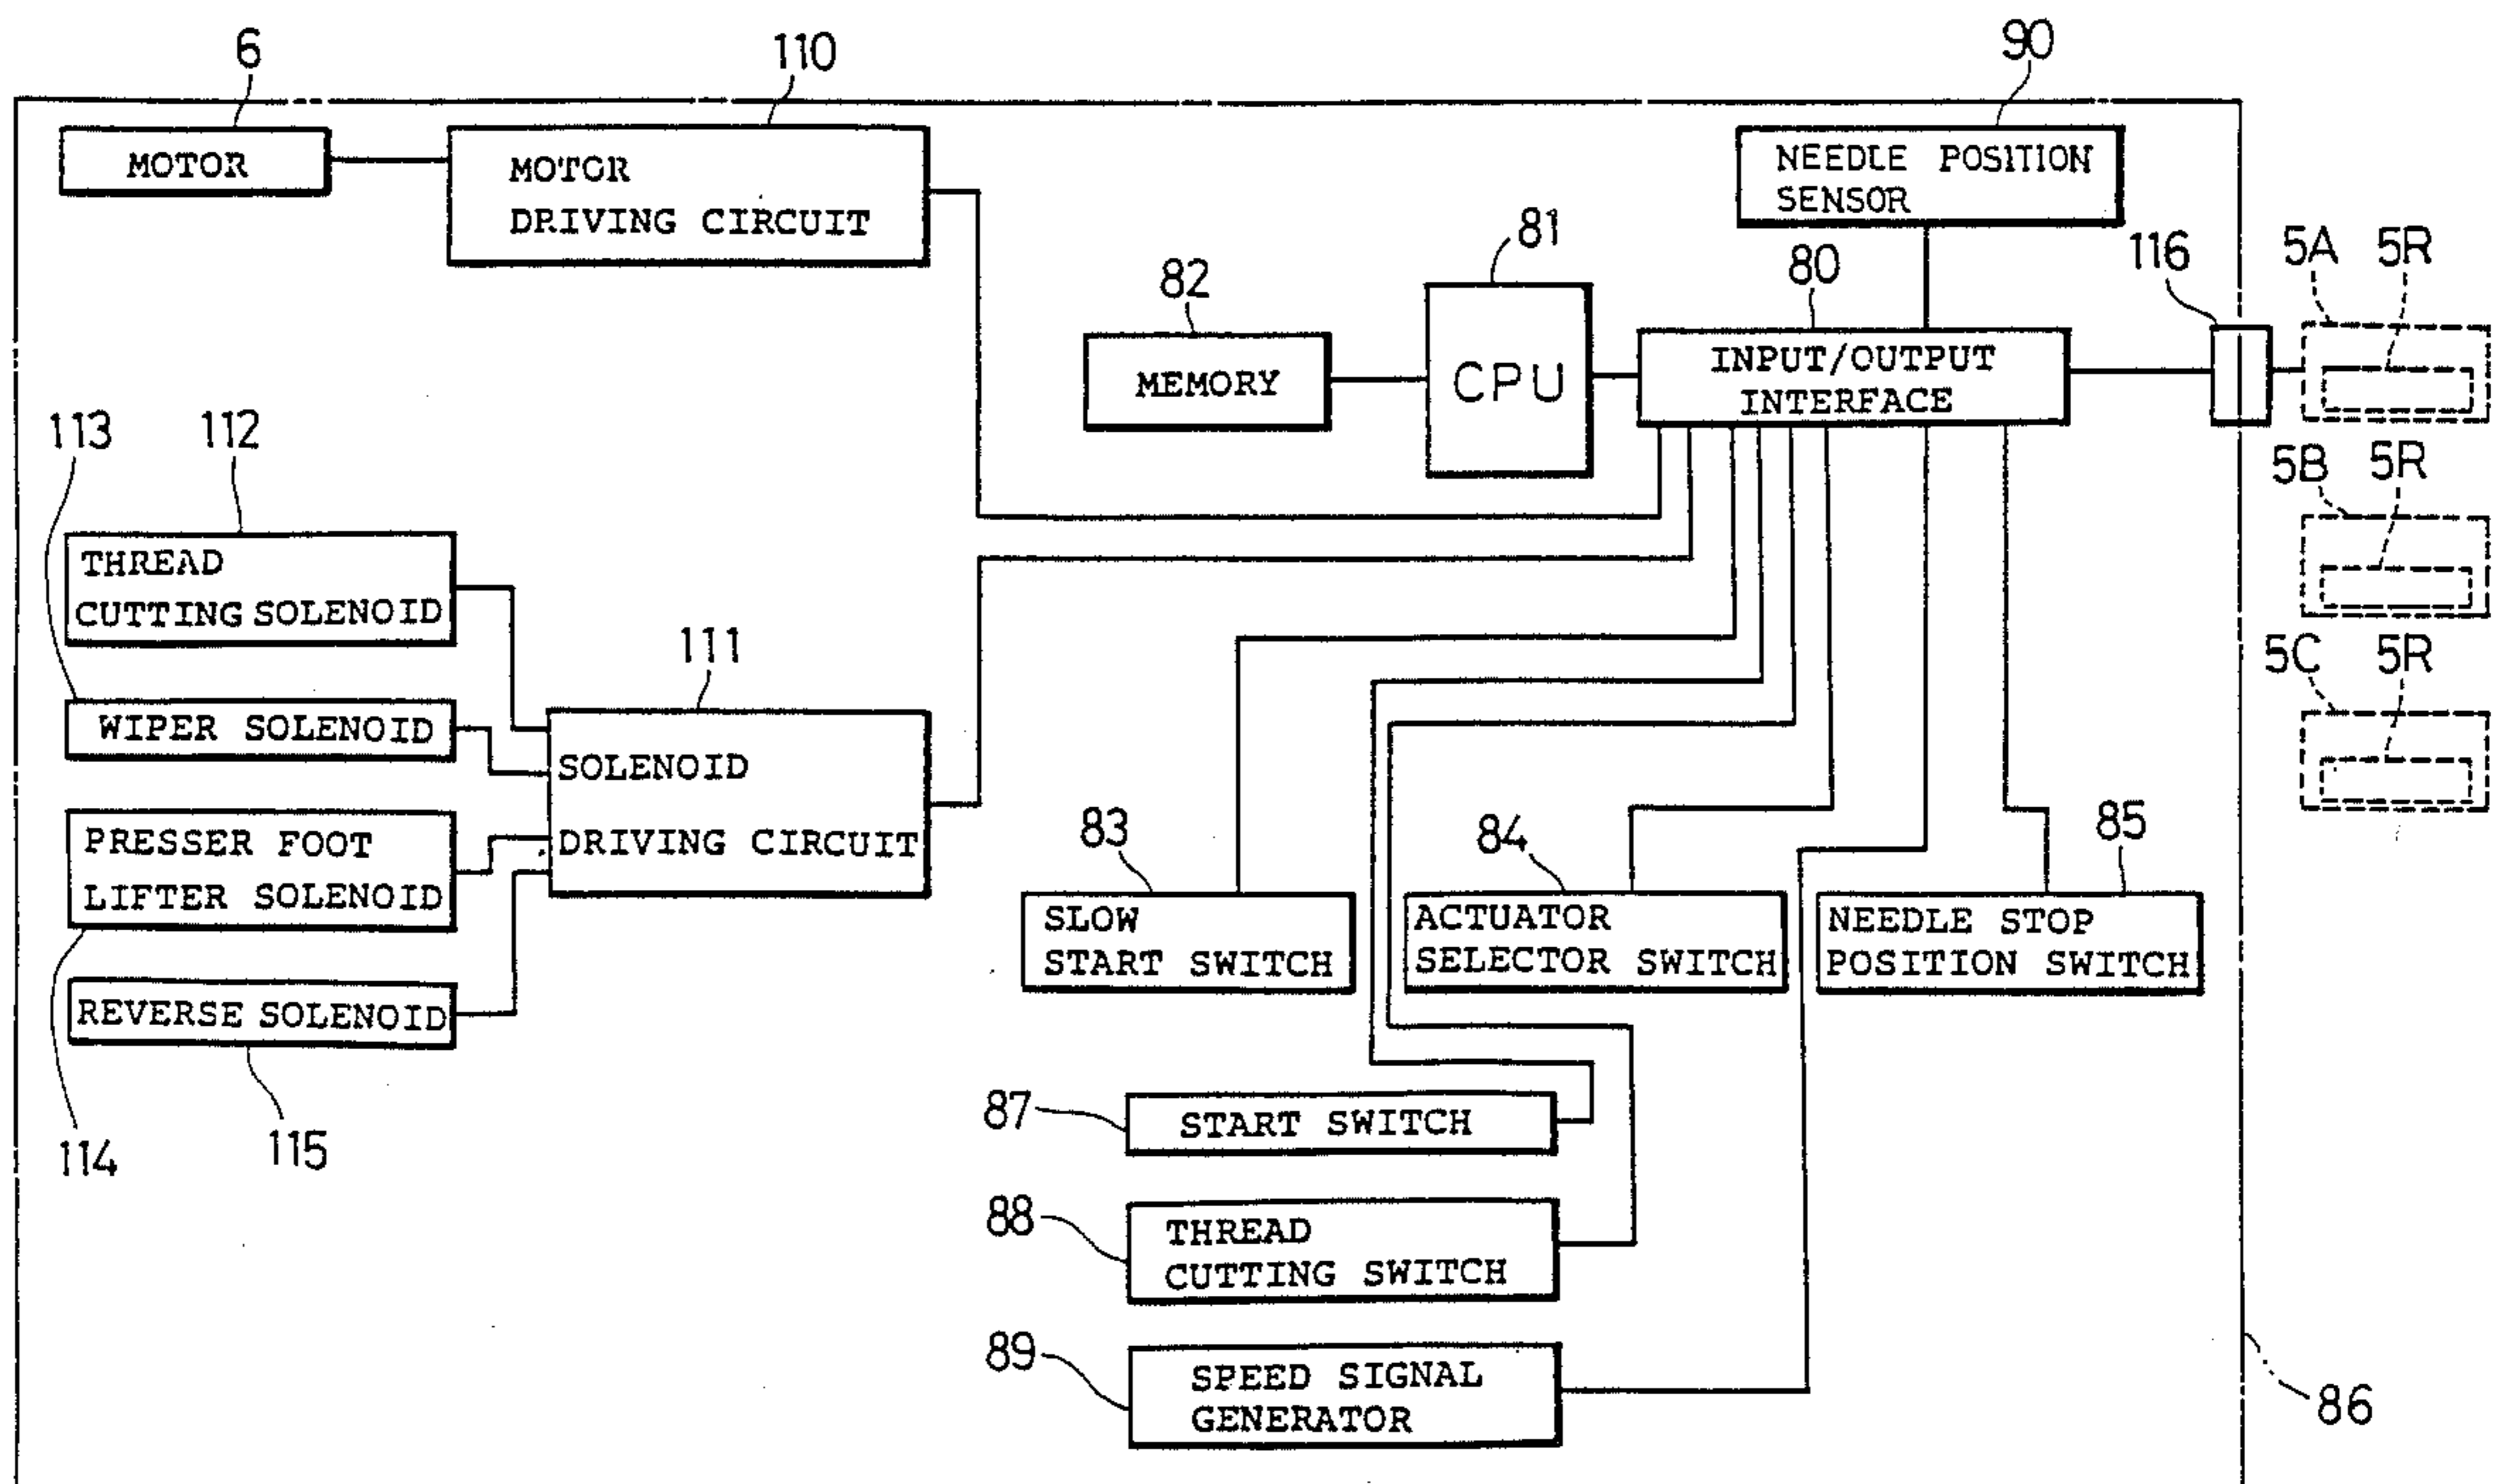 6
110
90
MOTOR
MOTOR
DRIVING CIRCUIT
NEEDLE POSITION
SENSOR
81
80
116
5A
5R
82
MEMORY
CPU
INPUT/OUTPUT
INTERFACE
113
112
5B
5R
THREAD
CUTTING SOLENOID
111
5C
5R
WIPER SOLENOID
SOLENOID
DRIVING CIRCUIT
PRESSER FOOT
LIFTER SOLENOID
83
84
85
SLOW
START SWITCH
ACTUATOR
SELECTOR SWITCH
NEEDLE STOP
POSITION SWITCH
REVERSE SOLENOID
114
115
87
START SWITCH
88
THREAD
CUTTING SWITCH
89
SPEED SIGNAL
GENERATOR
86